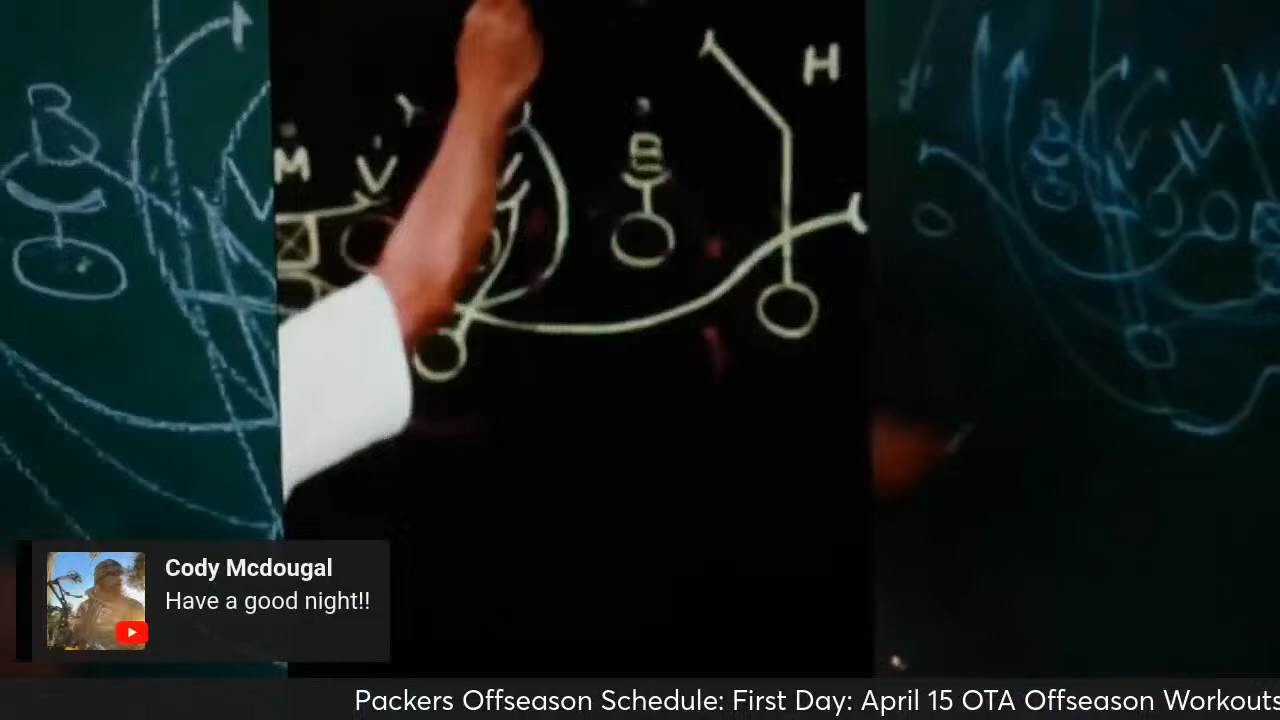 B
M
V
B
H
V
V
Cody Mcdougal
Have a good night!!
Packers Offseason Schedule: First Day: April 15 OTA Offseason Workouts